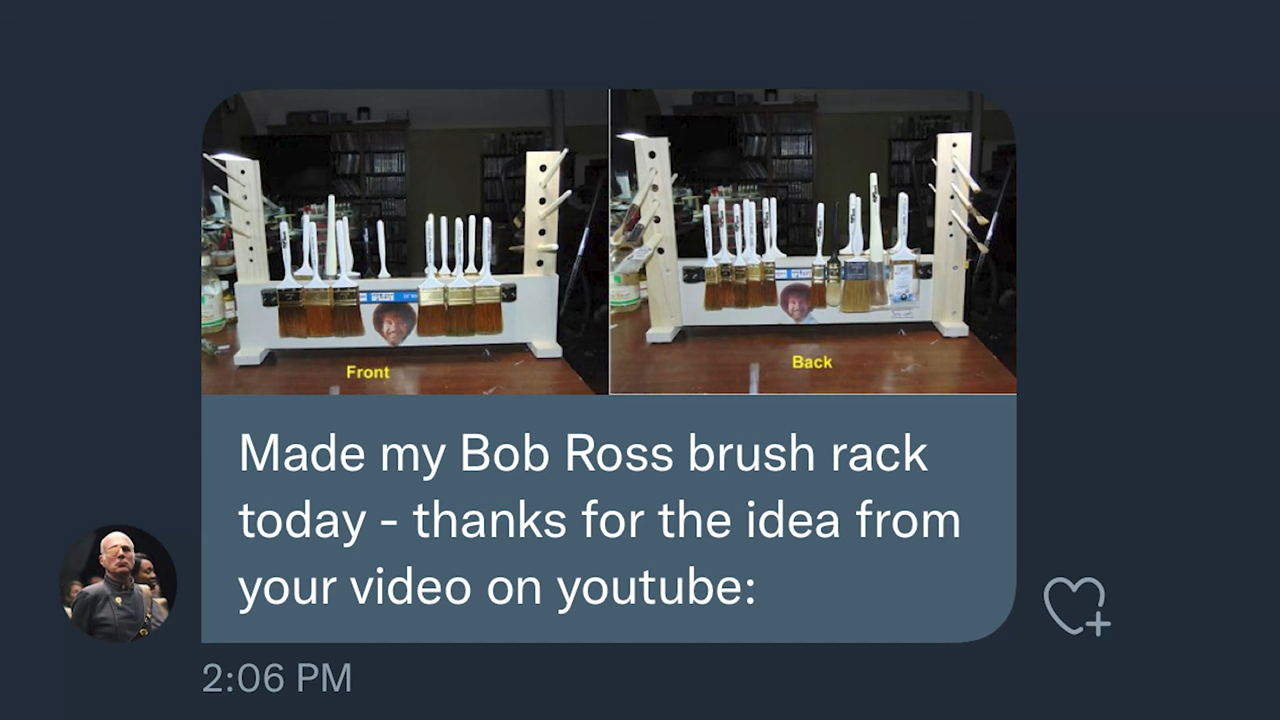 Front
Back
Made my Bob Ross brush rack
today - thanks for the idea from
your video on youtube:
2:06 PM